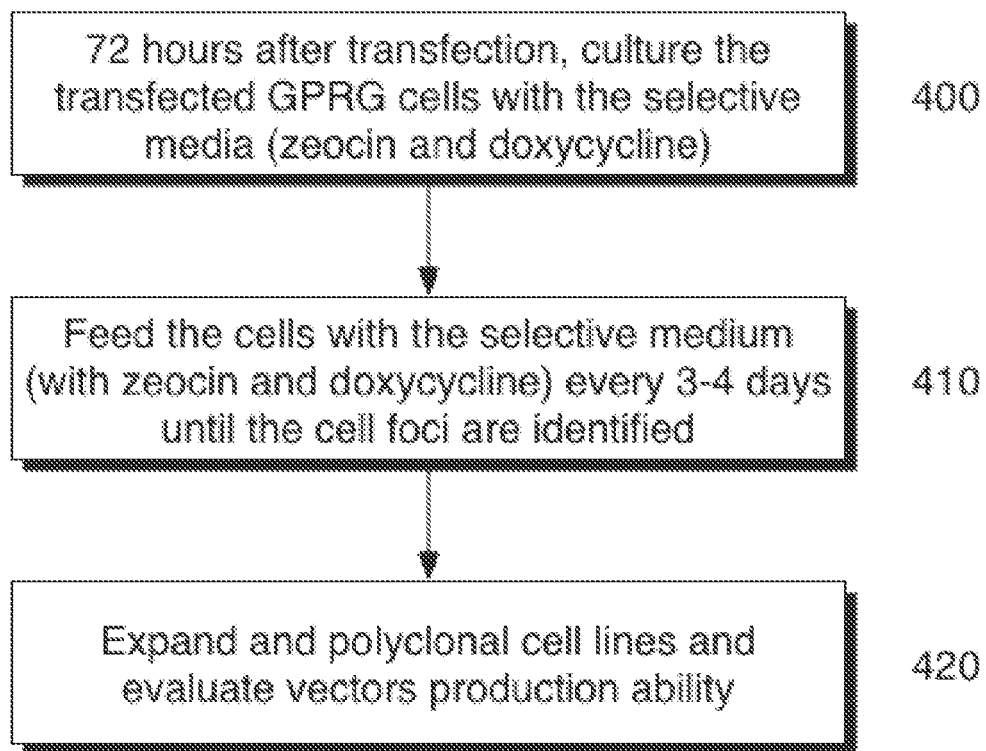 72 hours after transfection, culture the
transfected GPRG cells with the selective
media (zeocin and doxycycline)
400
Feed the cells with the selective medium
(with zeocin and doxycycline) every 3-4 days
until the cell foci are identified
410
Expand and polyclonal cell lines and
evaluate vectors production ability
420